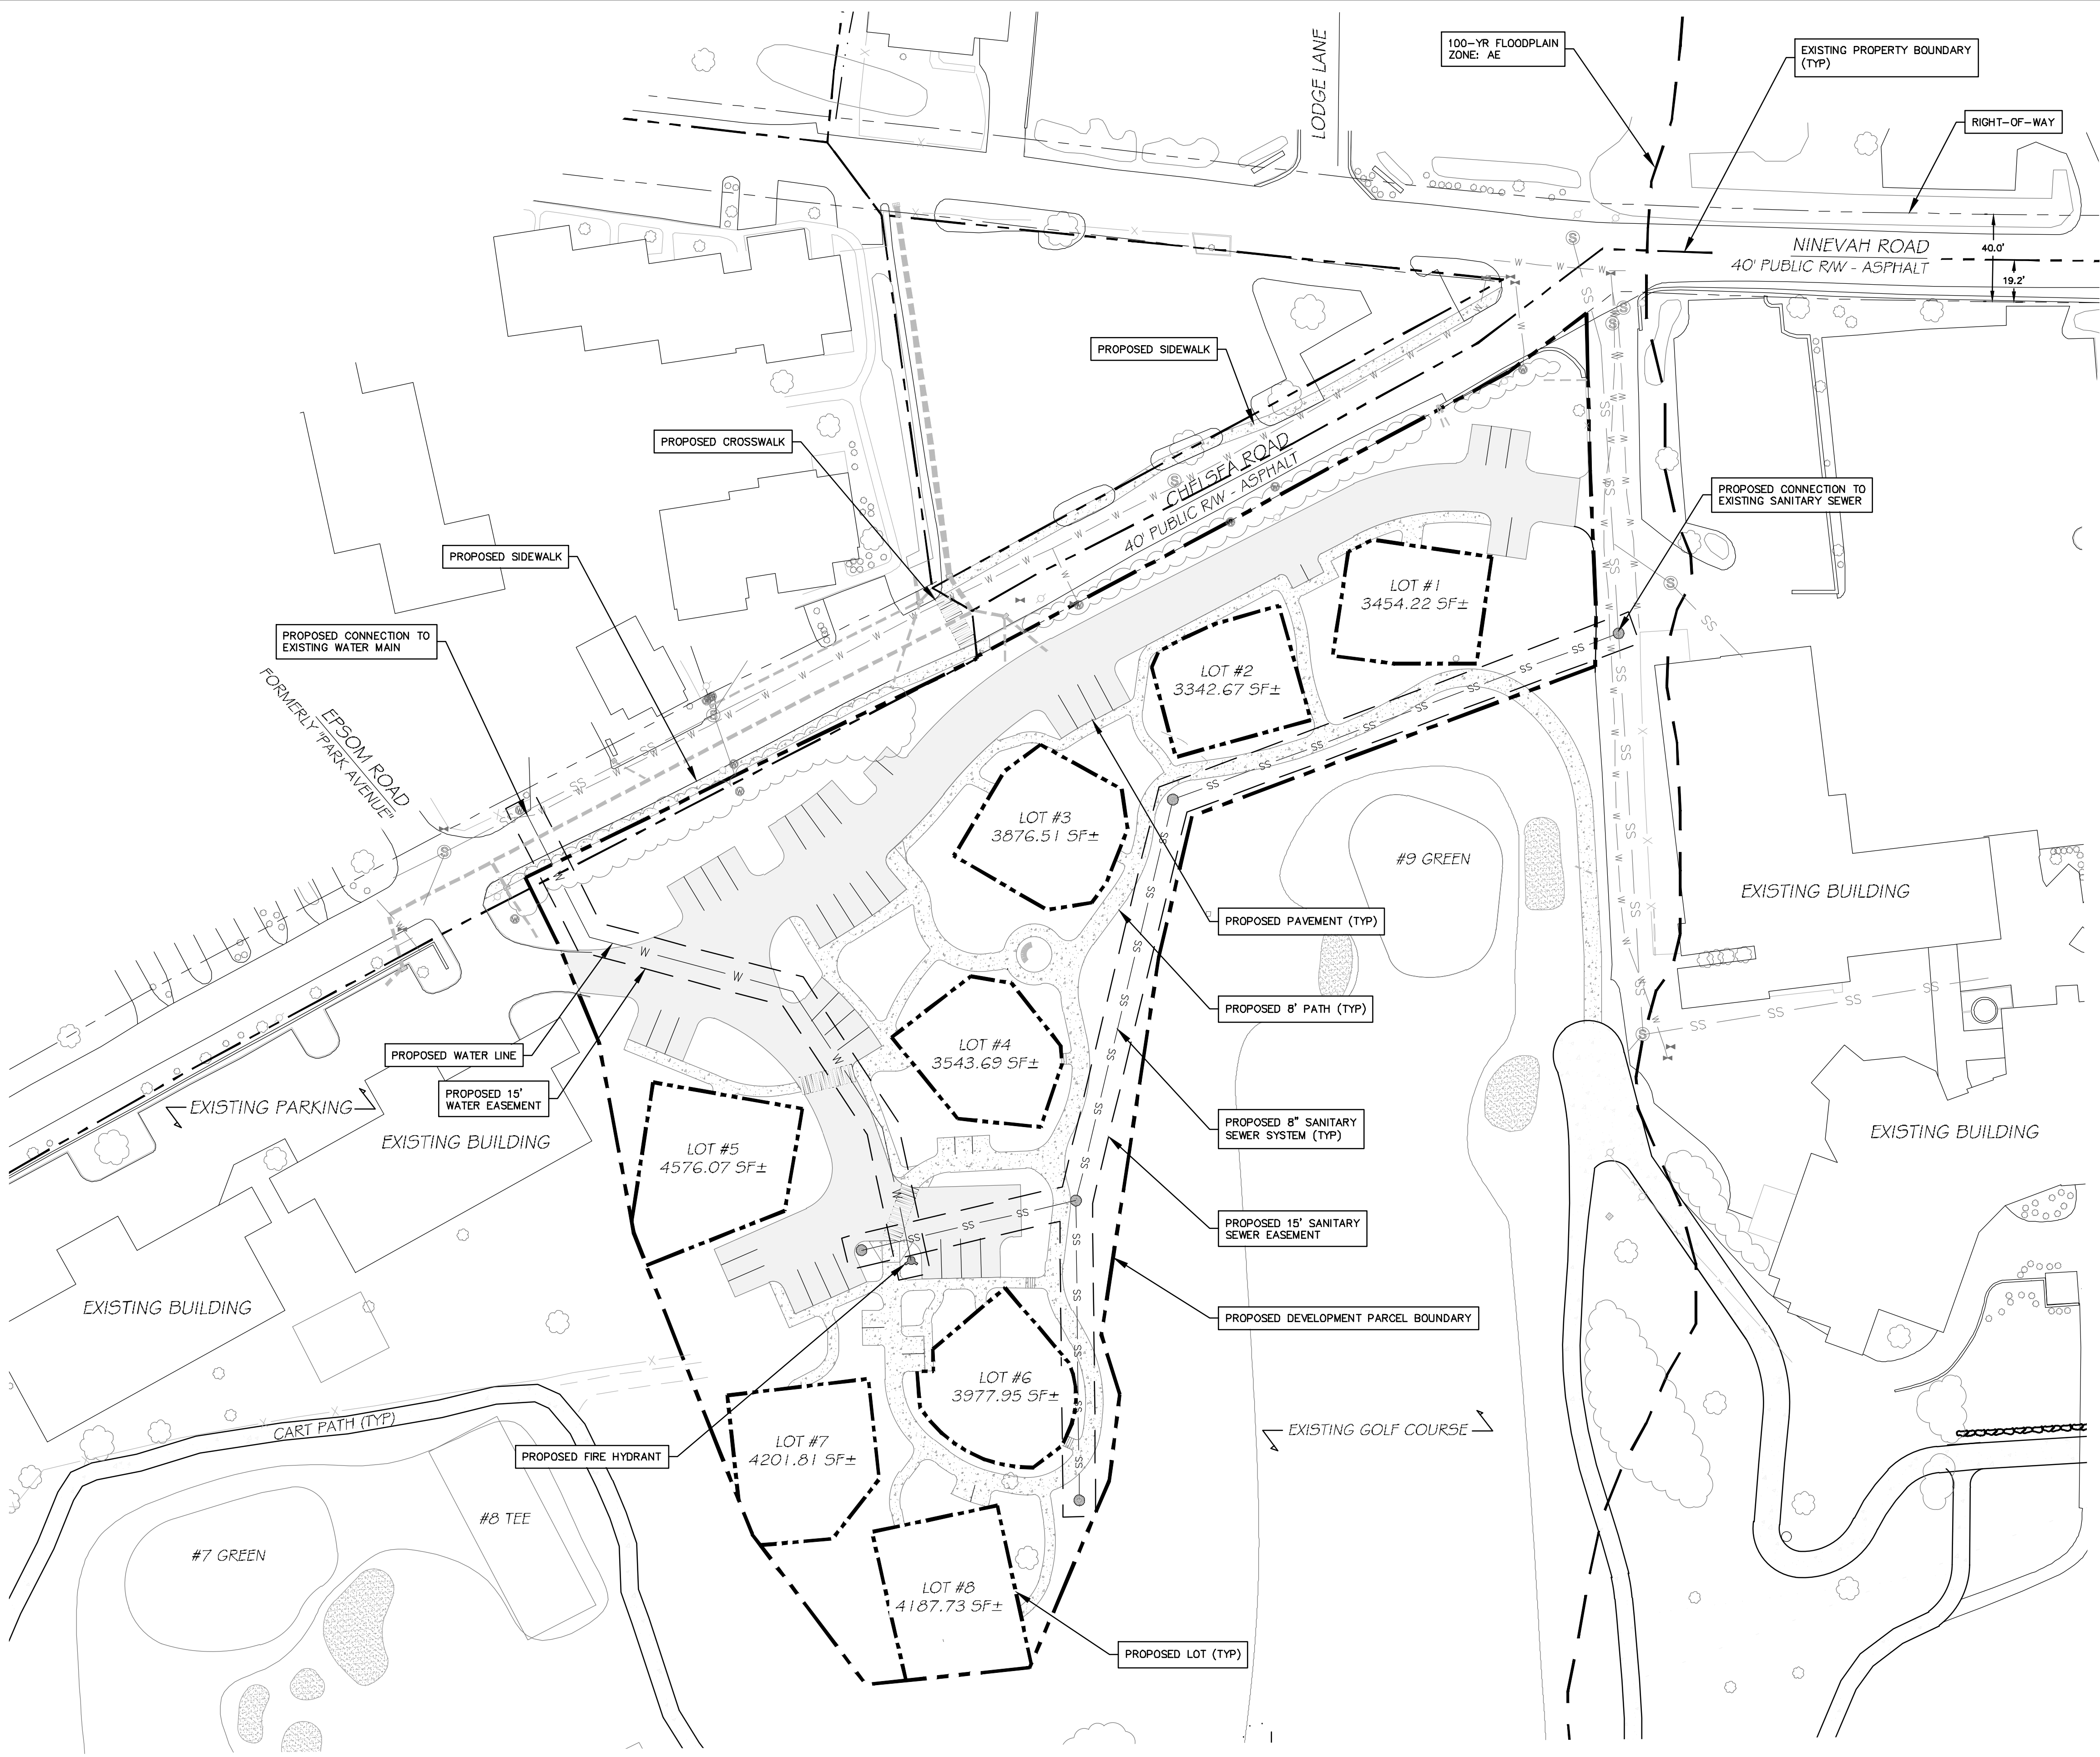 100-YR FLOODPLAIN
ZONE: AE
EXISTING PROPERTY BOUNDARY
(TYP)
LODGE LANE
RIGHT-OF-WAY
NINEVAH ROAD
40' PUBLIC R/W - ASPHALT
40.0'
19.2'
PROPOSED SIDEWALK
PROPOSED CROSSWALK
CHELSEA ROAD
40' PUBLIC R/W - ASPHALT
PROPOSED CONNECTION TO
EXISTING SANITARY SEWER
PROPOSED SIDEWALK
LOT #1
3454.22 SF±
PROPOSED CONNECTION TO
EXISTING WATER MAIN
LOT #2
3342.67 SF±
EPSOM ROAD
FORMERLY "PARK AVENUE"
LOT #3
3876.51 SF±
#9 GREEN
EXISTING BUILDING
PROPOSED PAVEMENT (TYP)
PROPOSED 8' PATH (TYP)
LOT #4
3543.69 SF±
PROPOSED WATER LINE
PROPOSED 15'
WATER EASEMENT
EXISTING PARKING
EXISTING BUILDING
PROPOSED 8" SANITARY
SEWER SYSTEM (TYP)
EXISTING BUILDING
LOT #5
4576.07 SF±
PROPOSED 15' SANITARY
SEWER EASEMENT
EXISTING BUILDING
PROPOSED DEVELOPMENT PARCEL BOUNDARY
LOT #6
3977.95 SF±
CART PATH (TYP)
EXISTING GOLF COURSE
LOT #7
4201.81 SF±
PROPOSED FIRE HYDRANT
#8 TEE
#7 GREEN
LOT #8
4187.73 SF±
PROPOSED LOT (TYP)